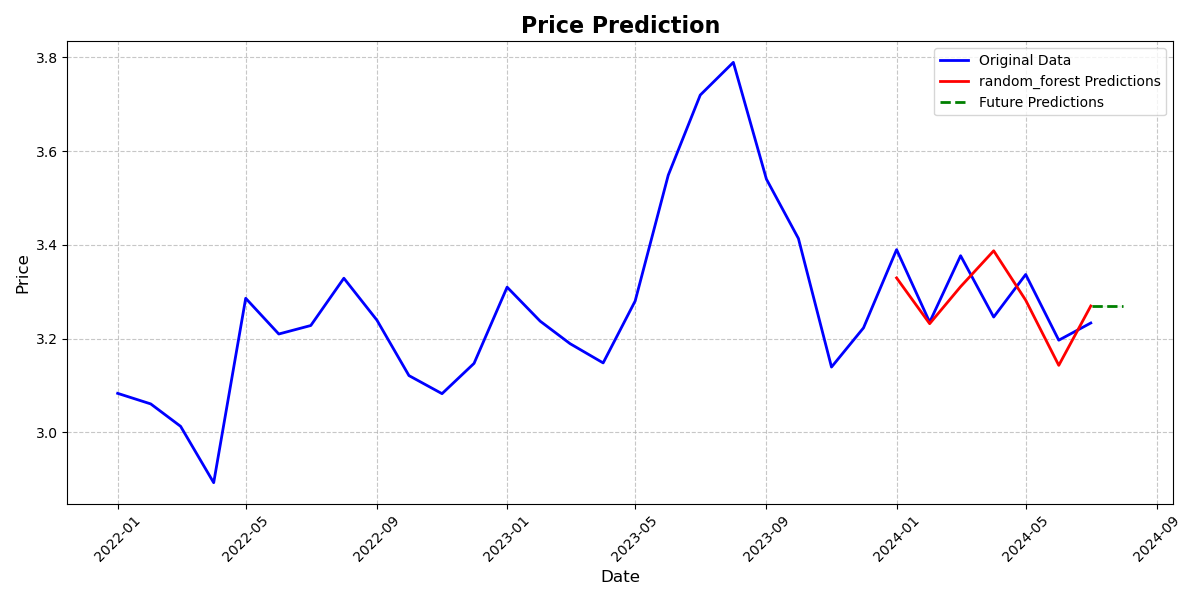 Price Prediction
Original Data
random_forest Predictions
Future Predictions
3.8
3.6
3.4
3.2
3.0
Price
2022-01
2022-05
2022-09
2023-01
2023-05
2023-09
2024-01
2024-05
2024-09
Date